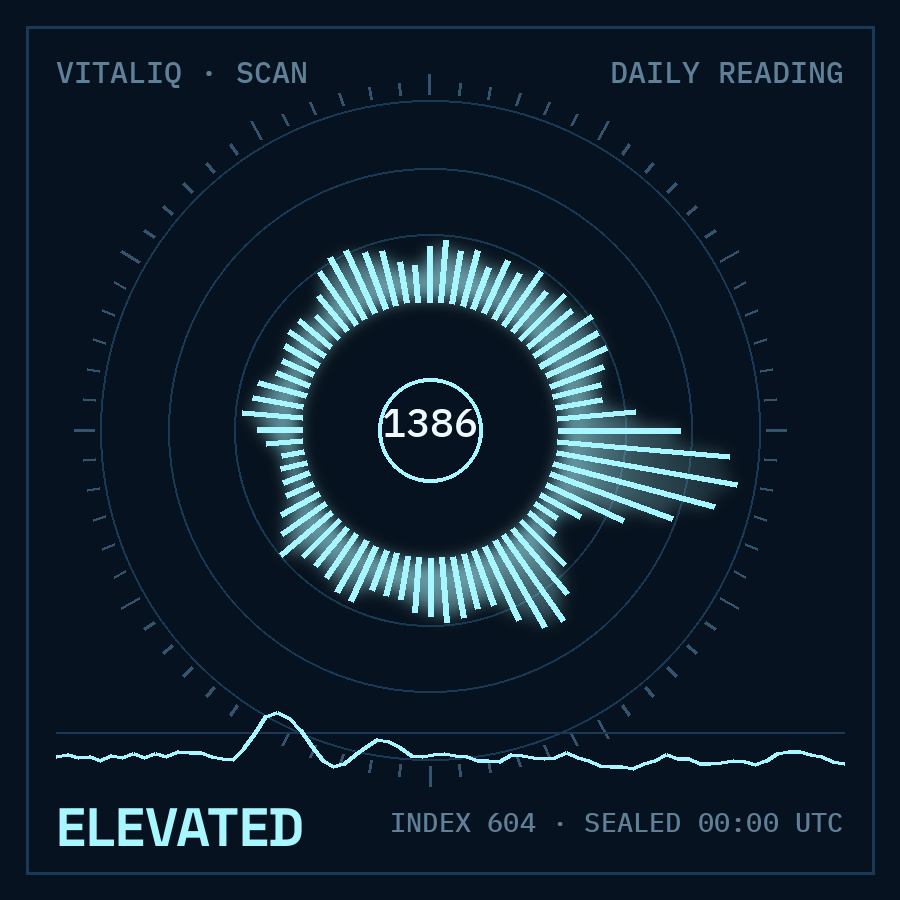 VITALIQ · SCAN
DAILY READING
1386
ELEVATED
INDEX 604 · SEALED 00:00 UTC